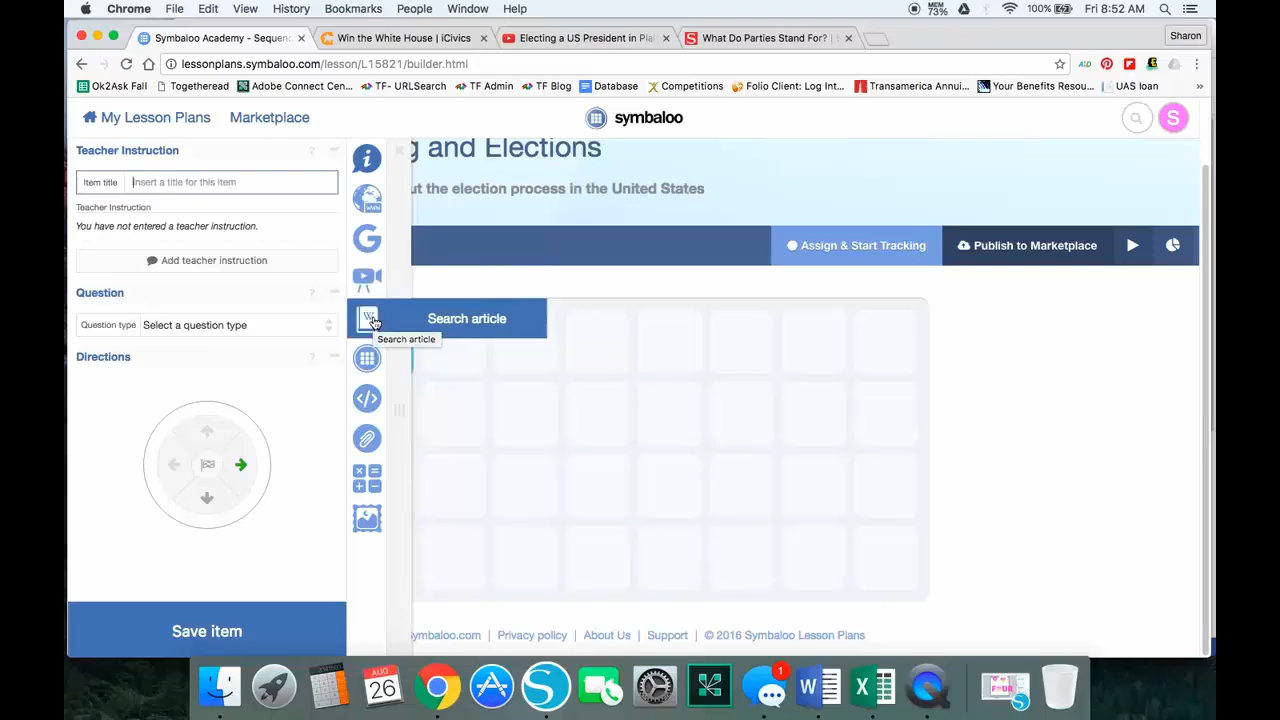 Chrome File Edit View History Bookmarks People Window Help
MEM 73% 100% Fri 8:52 AM
Symbaloo Academy - Sequen Win the White House | iCivics Electing a US President in Pla What Do Parties Stand For? | Sharon
lessonplans.symbaloo.com/lesson/L15821/builder.html
Ok2Ask Fall Togetheread Adobe Connect Cen... TF- URLSearch TF Admin TF Blog Database Competitions Folio Client: Log Int... Transamerica Annui... Your Benefits Resou... UAS loan »
My Lesson Plans Marketplace symbaloo S
Teacher Instruction ?
g and Elections
Item title Insert a title for this item
ut the election process in the United States
Teacher Instruction
You have not entered a teacher instruction.
Assign & Start Tracking Publish to Marketplace
Add teacher instruction
Question ?
Question type Select a question type
Search article
Search article
Directions ?
Save item
ymbaloo.com | Privacy policy | About Us | Support | © 2016 Symbaloo Lesson Plans
AUG
26
1